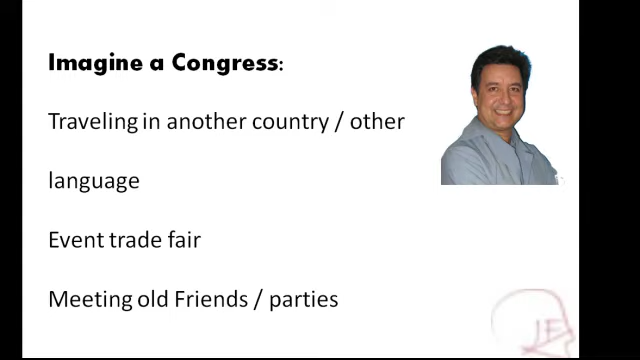 Imagine a Congress:
Traveling in another country / other
language
Event trade fair
Meeting old Friends / parties